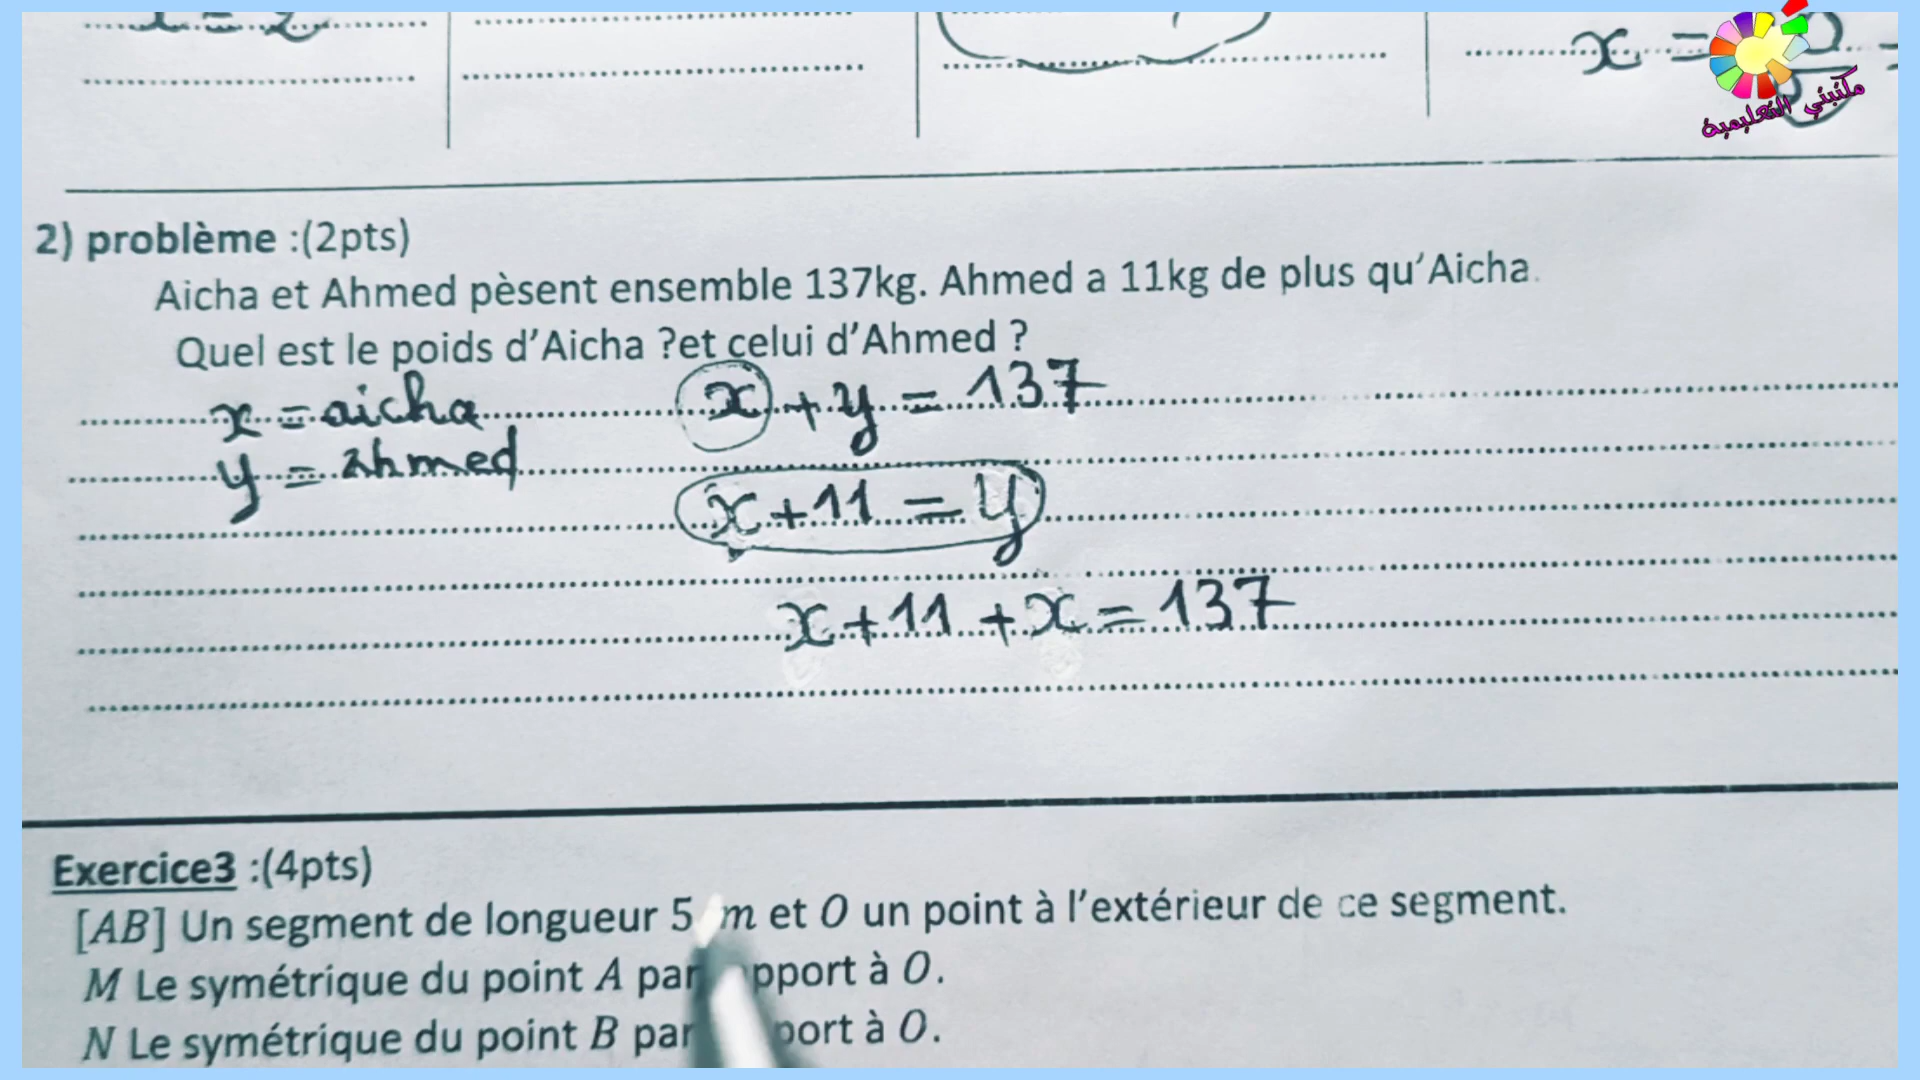 x = 2
x =
مكتبتي التعليمية
2) problème :(2pts)
Aicha et Ahmed pèsent ensemble 137kg. Ahmed a 11kg de plus qu'Aicha.
Quel est le poids d'Aicha ?et celui d'Ahmed ?
x = aicha
x + y = 137
y = Ahmed
x + 11 = y
x + 11 + x = 137
Exercice3 :(4pts)
[AB] Un segment de longueur 5 m et O un point à l'extérieur de ce segment.
M Le symétrique du point A par pport à O.
N Le symétrique du point B par port à O.